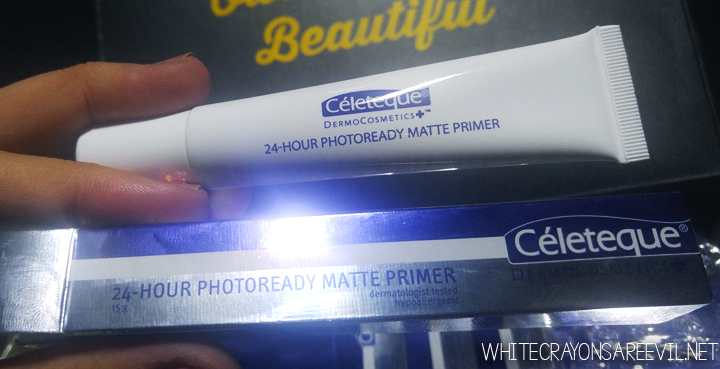 Beautiful
Céleteque®
DERMOCOSMETICS+™
24-HOUR PHOTOREADY MATTE PRIMER
Céleteque®
DERMOCOSMETICS+
24-HOUR PHOTOREADY MATTE PRIMER
15 g
dermatologist tested
hypoallergenic
WHITECRAYONSAREEVIL.NET